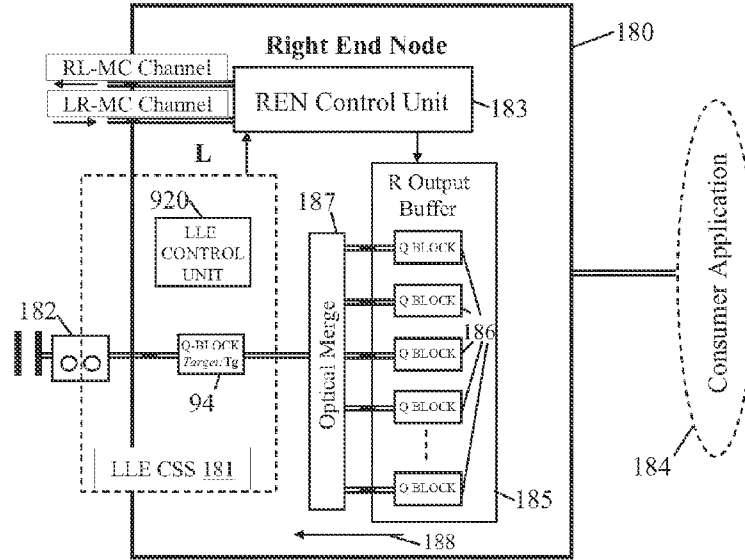 180
Right End Node
RL-MC Channel
LR-MC Channel
REN Control Unit
183
L
920
LLE
CONTROL
UNIT
187
R Output
Buffer
Optical Merge
Q BLOCK
Q BLOCK
Q BLOCK
Q BLOCK
Q BLOCK
186
182
Q-BLOCK
Target:Tg
94
LLE CSS 181
185
188
Consumer Application
184